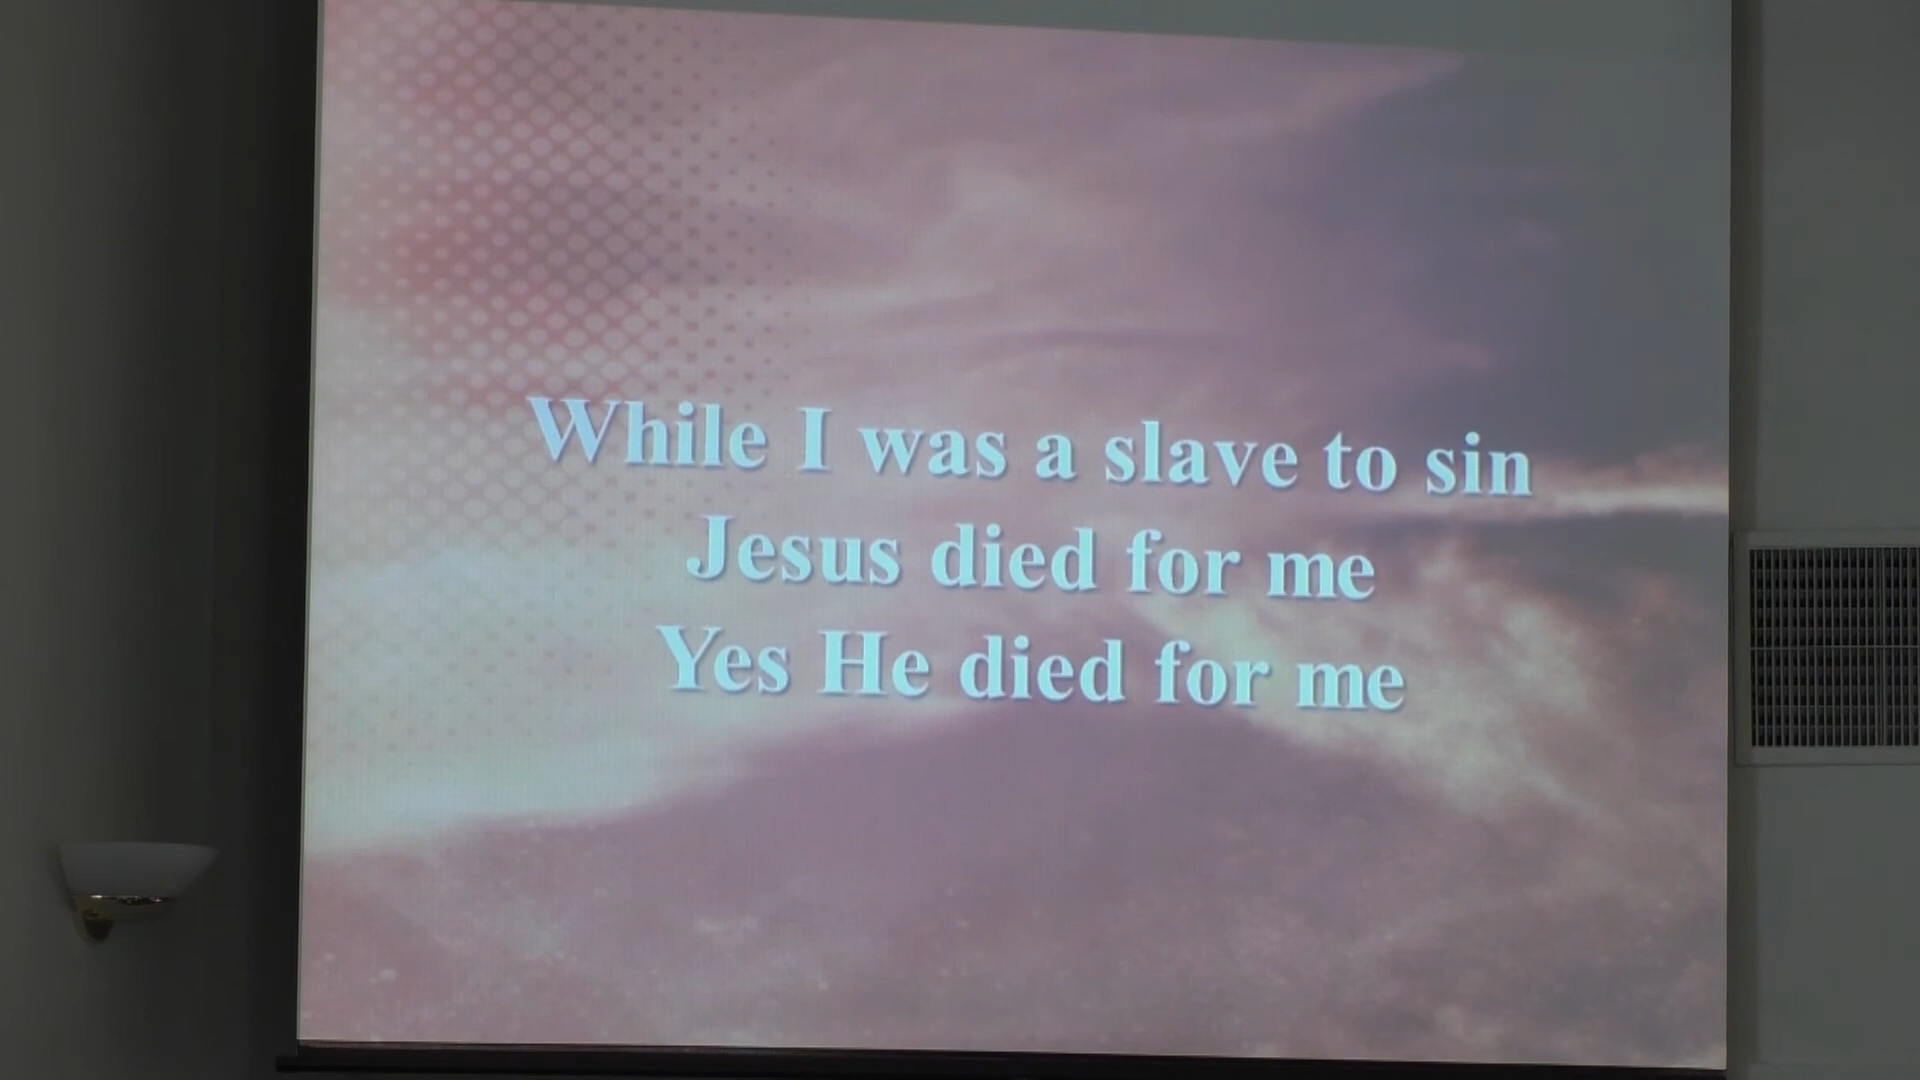 While I was a slave to sin
Jesus died for me
Yes He died for me